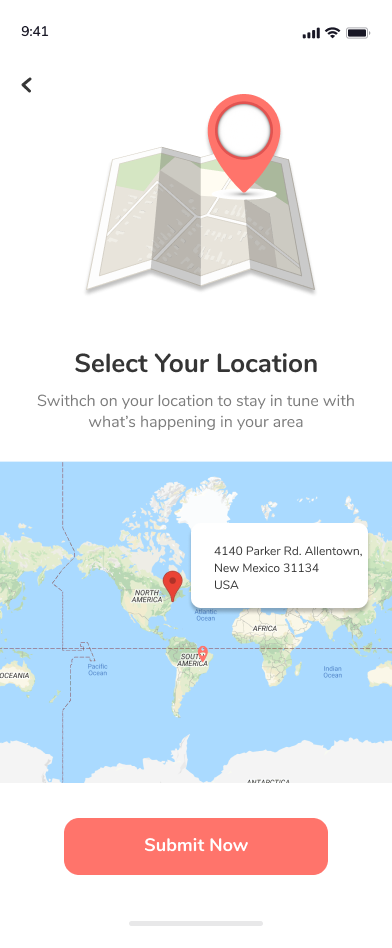 9:41
Select Your Location
Swithch on your location to stay in tune with
what's happening in your area
4140 Parker Rd. Allentown,
New Mexico 31134
USA
NORTH
AMERICA
Atlantic
Ocean
AFRICA
SOUTH
AMERICA
OCEANIA
Pacific
Ocean
Indian
Ocean
ANTARCTICA
Submit Now